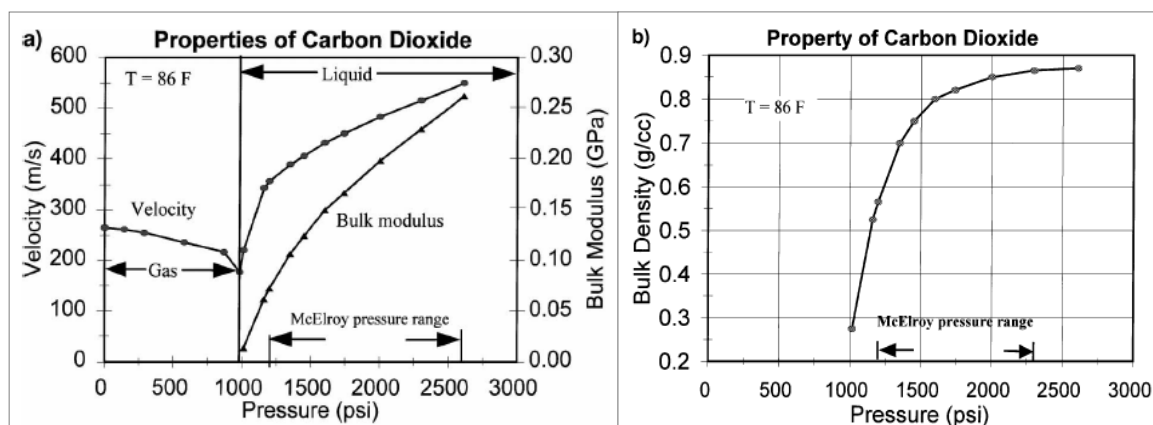 a)
Properties of Carbon Dioxide
T = 86 F
Liquid
Velocity
Gas
Bulk modulus
McElroy pressure range
Velocity (m/s)
600
500
400
300
200
100
0
Bulk Modulus (GPa)
0.30
0.25
0.20
0.15
0.10
0.05
0.00
0 500 1000 1500 2000 2500 3000
Pressure (psi)
b)
Property of Carbon Dioxide
T = 86 F
McElroy pressure range
Bulk Density (g/cc)
0.9
0.8
0.7
0.6
0.5
0.4
0.3
0.2
0 500 1000 1500 2000 2500 3000
Pressure (psi)